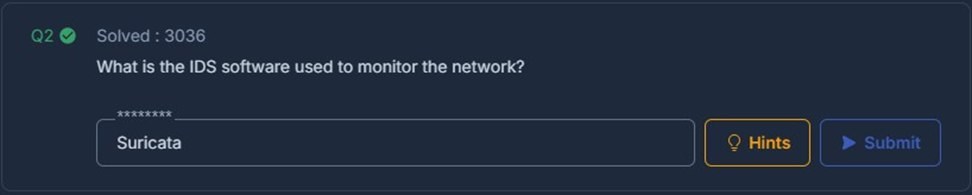 Q2 Solved : 3036
What is the IDS software used to monitor the network?
********
Suricata Hints Submit